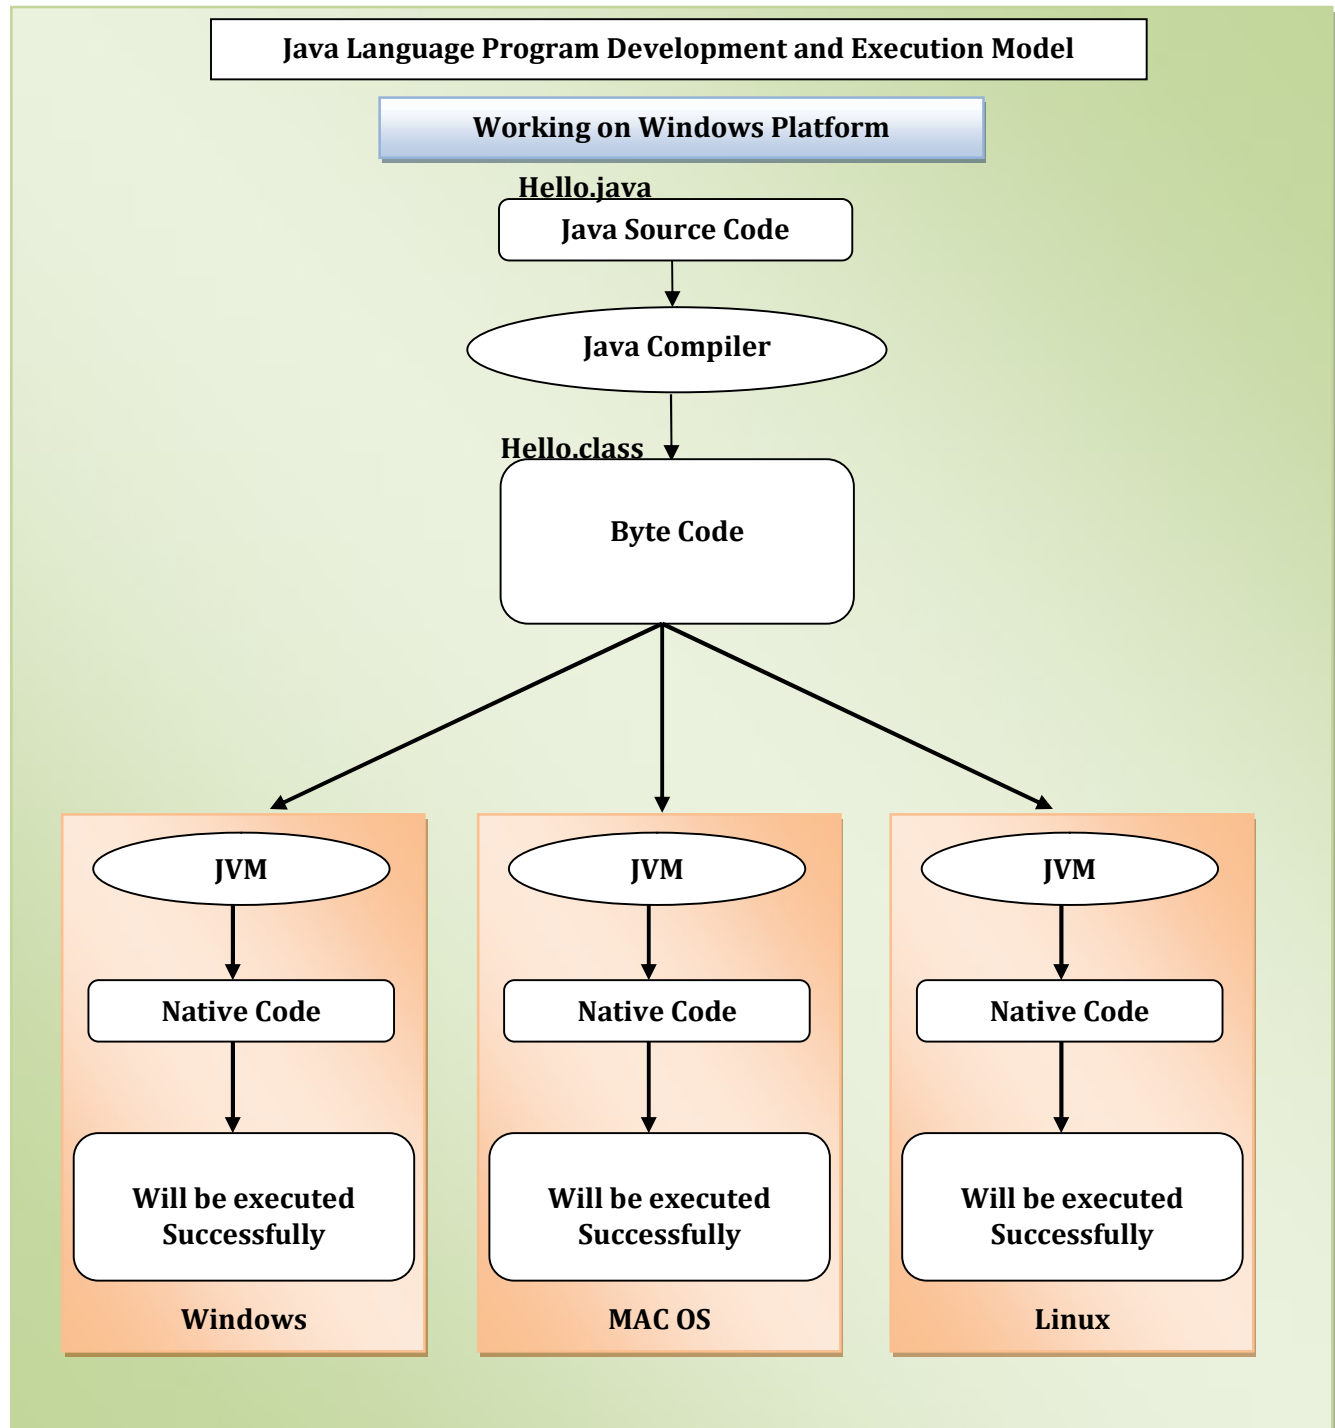 Java Language Program Development and Execution Model
Working on Windows Platform
Hello.java
Java Source Code
Java Compiler
Hello.class
Byte Code
JVM
Native Code
Will be executed
Successfully
Windows
JVM
Native Code
Will be executed
Successfully
MAC OS
JVM
Native Code
Will be executed
Successfully
Linux